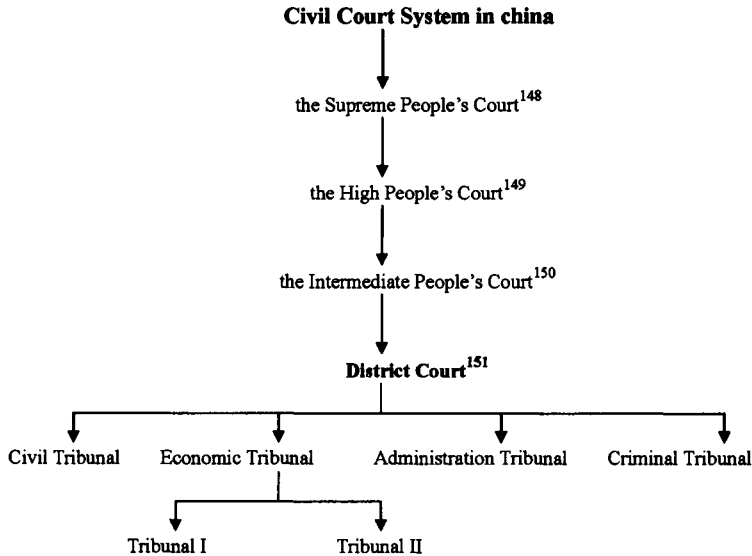 Civil Court System in china
the Supreme People's Court148
the High People's Court149
the Intermediate People's Court150
District Court151
Civil Tribunal Economic Tribunal Administration Tribunal Criminal Tribunal
Tribunal I Tribunal II